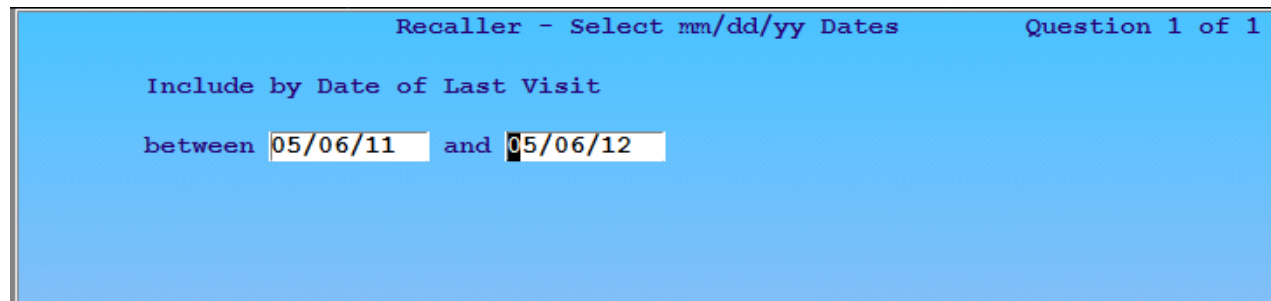 Recaller - Select mm/dd/yy Dates Question 1 of 1
Include by Date of Last Visit
between 05/06/11 and 05/06/12